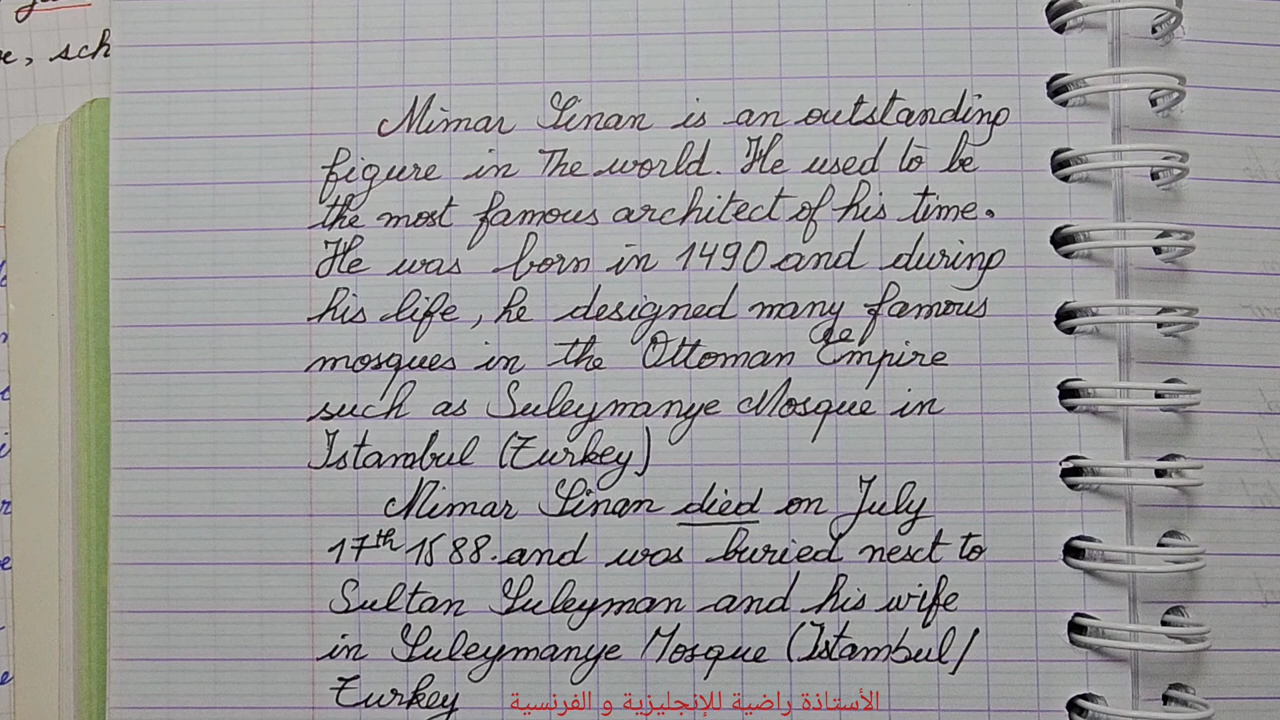 e, sch
Mimar Sinan is an outstanding
figure in The world. He used to be
the most famous architect of his time.
He was born in 1490 and during
his life, he designed many famous
mosques in the Ottoman Empire
such as Suleymanye Mosque in
Istambul (Turkey)
Mimar Sinan died on July
17th 1588. and was buried next to
Sultan Suleyman and his wife
in Suleymanye Mosque (Istambul/
Turkey
الأستاذة راضية للإنجليزية و الفرنسية